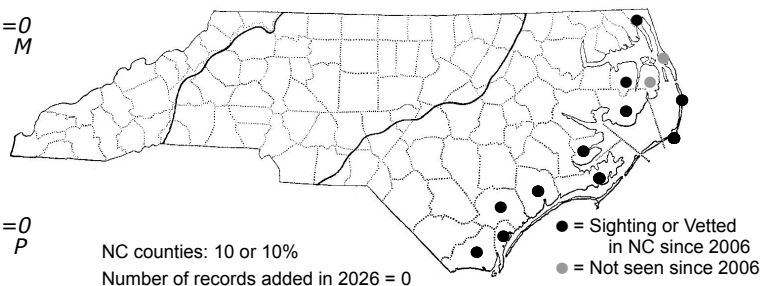 =0
M
=0
P
NC counties: 10 or 10%
Number of records added in 2026 = 0
● = Sighting or Vetted
in NC since 2006
● = Not seen since 2006